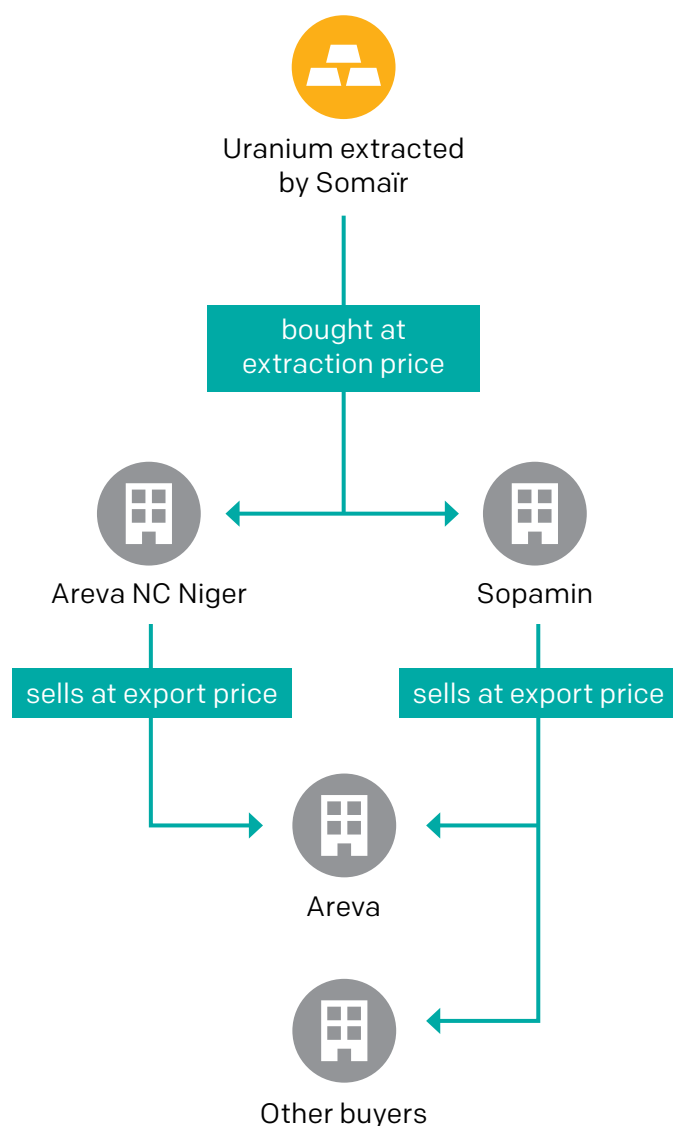 Uranium extracted
by Somaïr
bought at
extraction price
Areva NC Niger
Sopamin
sells at export price
sells at export price
Areva
Other buyers